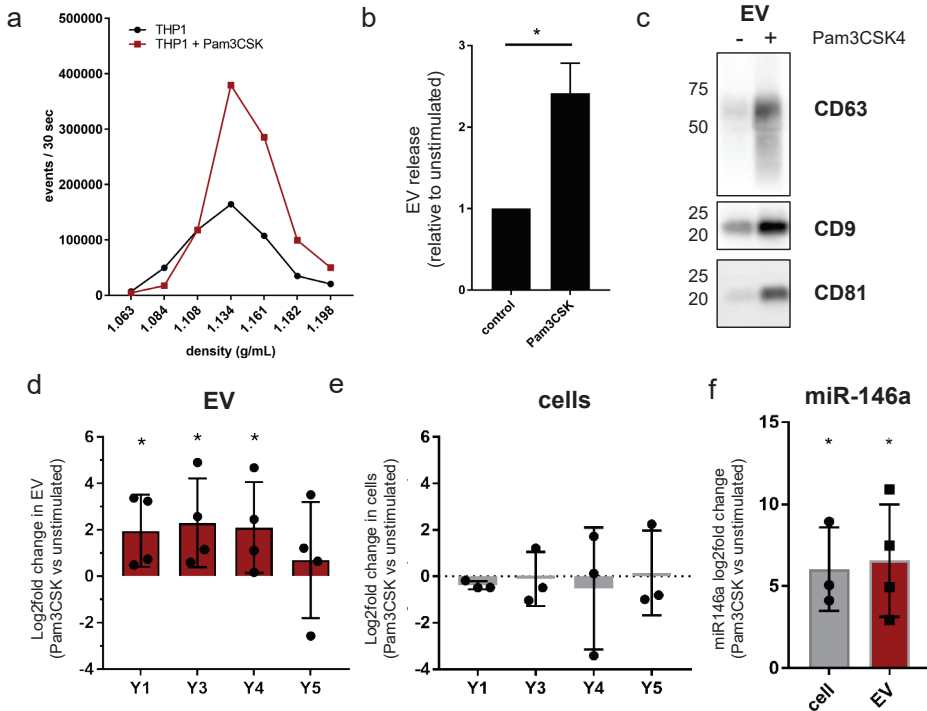 a
500000
400000
300000
200000
100000
0
events / 30 sec
THP1
THP1 + Pam3CSK
1.063
1.084
1.108
1.134
1.161
1.182
1.198
density (g/mL)
b
3
2
1
0
EV release
(relative to unstimulated)
*
control
Pam3CSK
c
EV
- + Pam3CSK4
75
50
CD63
25
20
CD9
25
20
CD81
d
EV
6
4
2
0
-2
-4
Log2fold change in EV
(Pam3CSK vs unstimulated)
* * *
Y1 Y3 Y4 Y5
e
cells
6
4
2
-0
-2
-4
Log2fold change in cells
(Pam3CSK vs unstimulated)
Y1 Y3 Y4 Y5
f
miR-146a
15
10
5
0
miR146a log2fold change
(Pam3CSK vs unstimulated)
* *
cell
EV